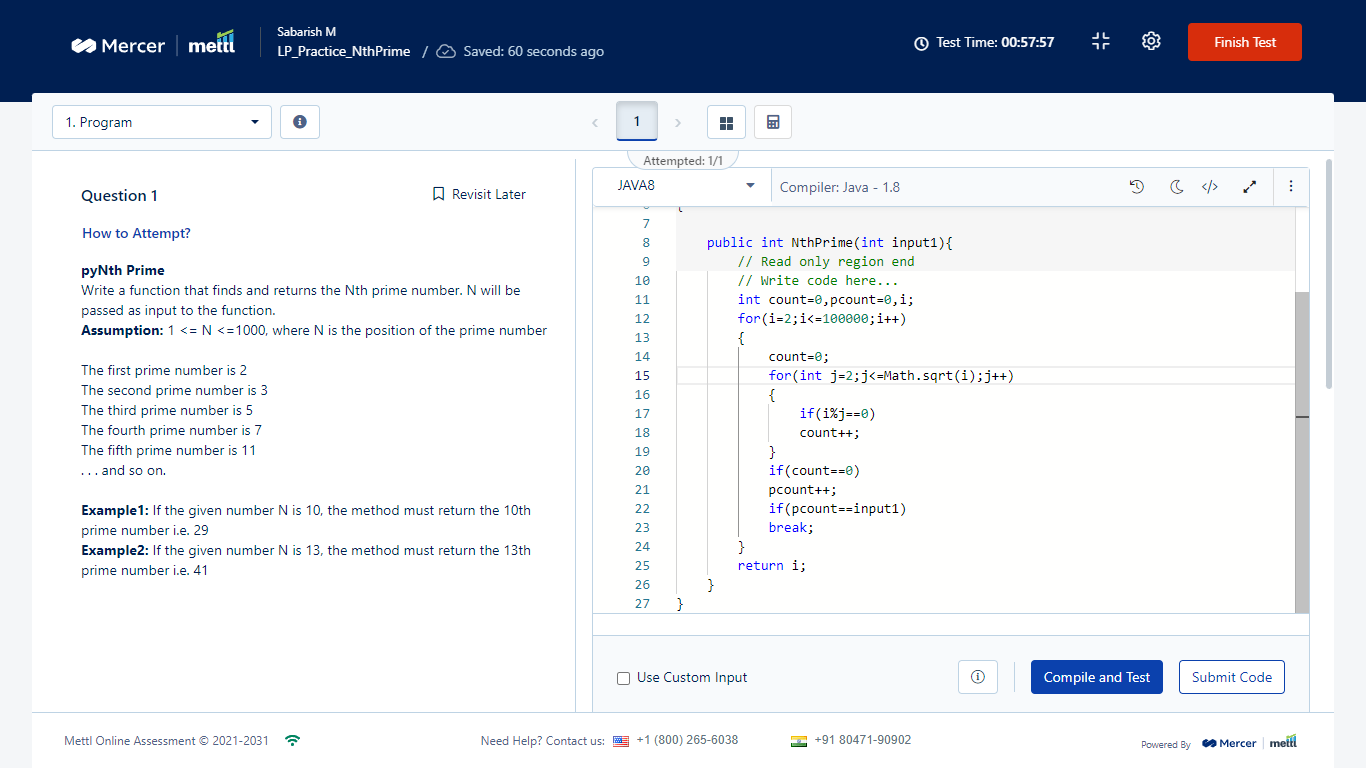 Mercer | mettl
Sabarish M
LP_Practice_NthPrime / Saved: 60 seconds ago
Test Time: 00:57:57
Finish Test
1. Program
1
Attempted: 1/1
Question 1
Revisit Later
How to Attempt?
pyNth Prime
Write a function that finds and returns the Nth prime number. N will be
passed as input to the function.
Assumption: 1 <= N <=1000, where N is the position of the prime number
The first prime number is 2
The second prime number is 3
The third prime number is 5
The fourth prime number is 7
The fifth prime number is 11
. . . and so on.
Example1: If the given number N is 10, the method must return the 10th
prime number i.e. 29
Example2: If the given number N is 13, the method must return the 13th
prime number i.e. 41
JAVA8
Compiler: Java - 1.8
7
8 public int NthPrime(int input1){
9 // Read only region end
10 // Write code here...
11 int count=0,pcount=0,i;
12 for(i=2;i<=100000;i++)
13 {
14 count=0;
15 for(int j=2;j<=Math.sqrt(i);j++)
16 {
17 if(i%j==0)
18 count++;
19 }
20 if(count==0)
21 pcount++;
22 if(pcount==input1)
23 break;
24 }
25 return i;
26 }
27 }
Use Custom Input
Compile and Test
Submit Code
Mettl Online Assessment © 2021-2031
Need Help? Contact us: +1 (800) 265-6038
+91 80471-90902
Powered By Mercer | mettl